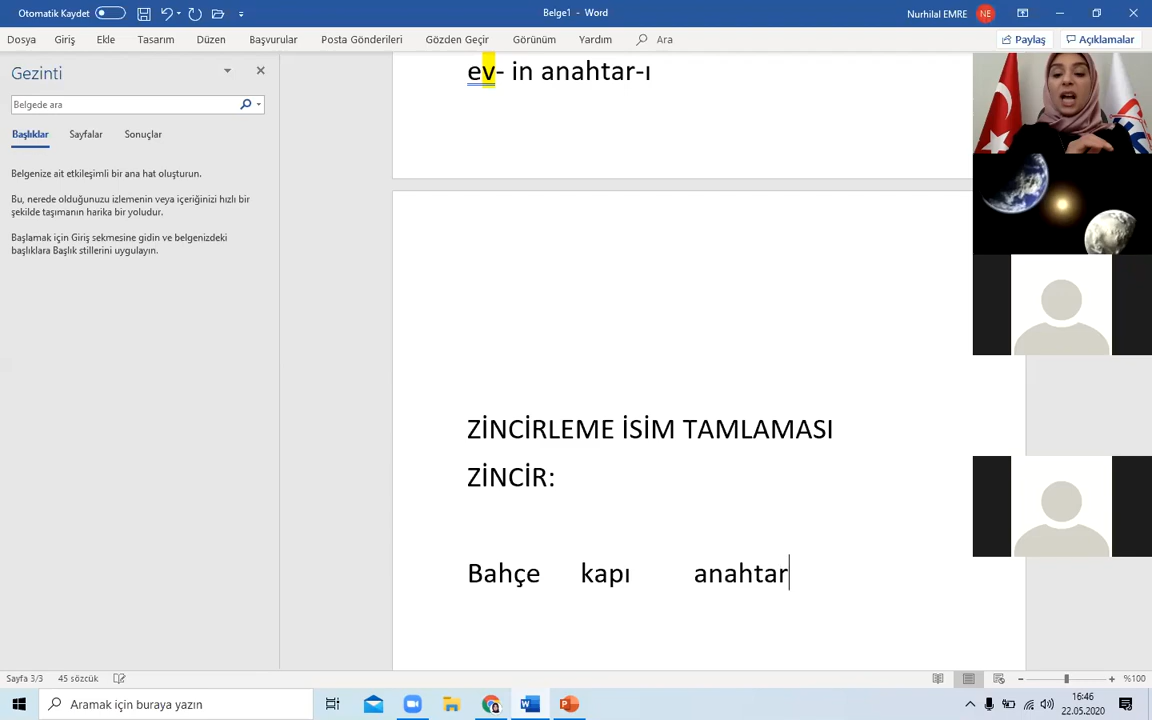 Otomatik Kaydet
Belge1 - Word
Nurhilal EMRE
NE
Dosya Giriş Ekle Tasarım Düzen Başvurular Posta Gönderileri Gözden Geçir Görünüm Yardım Ara
Paylaş
Açıklamalar
Gezinti
Belgede ara
Başlıklar Sayfalar Sonuçlar
Belgenize ait etkileşimli bir ana hat oluşturun.
Bu, nerede olduğunuzu izlemenin veya içeriğinizi hızlı bir
şekilde taşımanın harika bir yoludur.
Başlamak için Giriş sekmesine gidin ve belgenizdeki
başlıklara Başlık stillerini uygulayın.
ev- in anahtar-ı
ZİNCİRLEME İSİM TAMLAMASI
ZİNCİR:
Bahçe kapı anahtar
Sayfa 3/3 45 sözcük
%100
Aramak için buraya yazın
16:46
22.05.2020